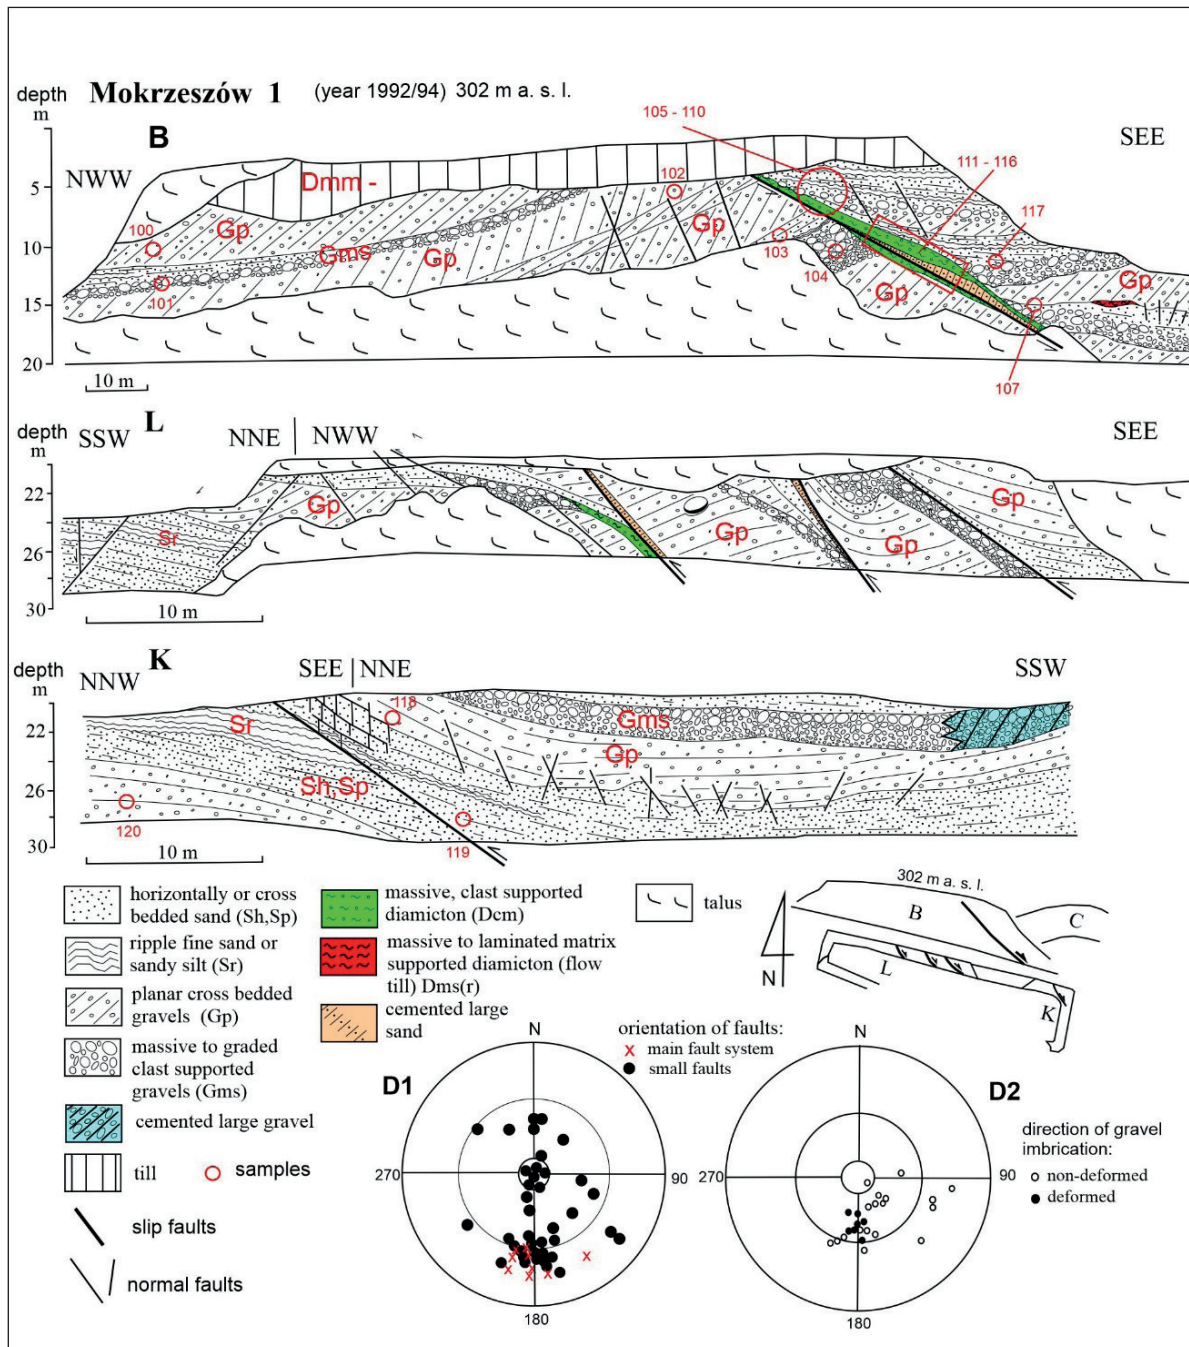 depth
m
Mokrzeszów 1 (year 1992/94) 302 m a. s. l.
105 - 110
B
SEE
NWW
111 - 116
Dmm -
102
117
5
100
Gp
Gp
10
Gms
Gp
103
104
Gp
Gp
101
15
20
10 m
107
depth
m
SSW
L
NNE
NWW
SEE
22
Gp
Gp
Sr
Gp
Gp
26
30
10 m
depth
m
NNW
K
SEE
NNE
SSW
118
Sr
Gms
22
Gp
Sh Sp
26
120
119
30
10 m
horizontally or cross
bedded sand (Sh,Sp)
ripple fine sand or
sandy silt (Sr)
planar cross bedded
gravels (Gp)
massive to graded
clast supported
gravels (Gms)
cemented large gravel
till
samples
slip faults
normal faults
massive, clast supported
diamicton (Dcm)
massive to laminated matrix
supported diamicton (flow
till) Dms(r)
cemented large
sand
talus
302 m a. s. l.
B
C
L
K
N
orientation of faults:
x main fault system
small faults
N
D1
270
90
180
N
D2
270
90
180
direction of gravel
imbrication:
non-deformed
deformed